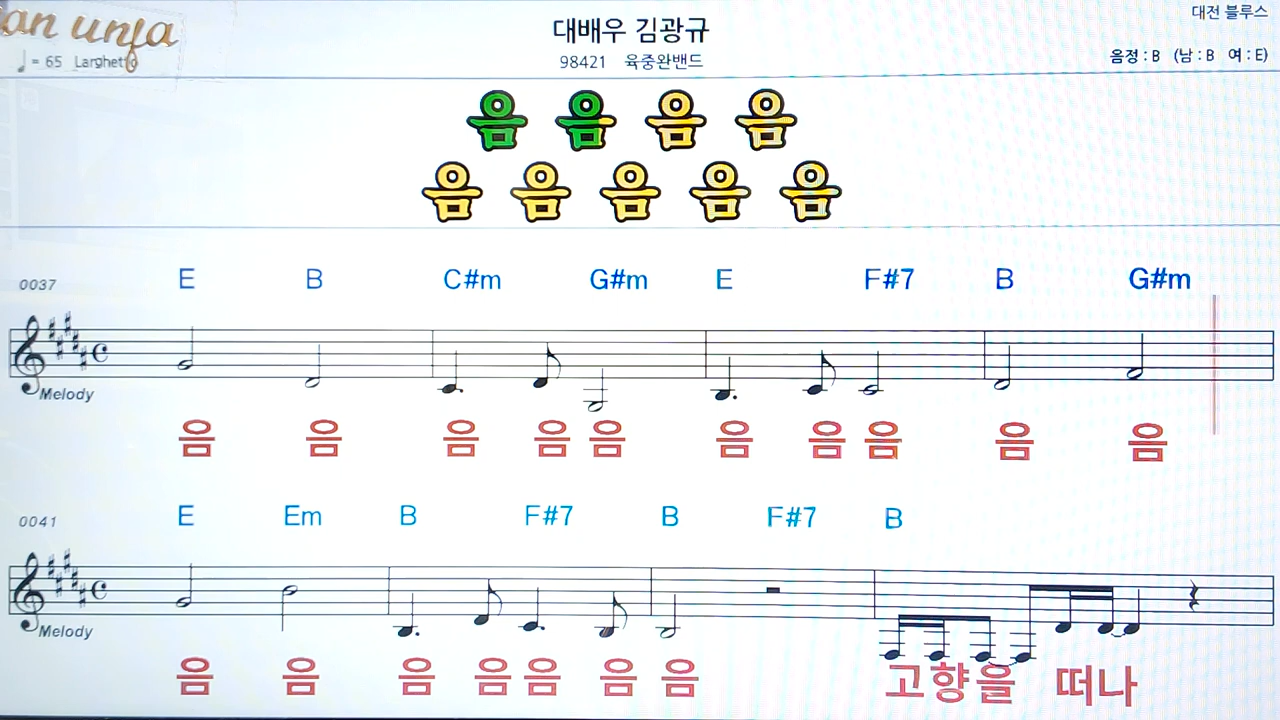 an unja
대배우 김광규
대전 블루스
♩ = 65 Larghetto
98421 육중완밴드
음정 : B (남 : B 여 : E)
음 음 음 음
음 음 음 음 음
0037 E B C#m G#m E F#7 B G#m
Melody
음 음 음 음 음 음 음 음 음 음
0041 E Em B F#7 B F#7 B
Melody
음 음 음 음 음 음 음 고향을 떠나